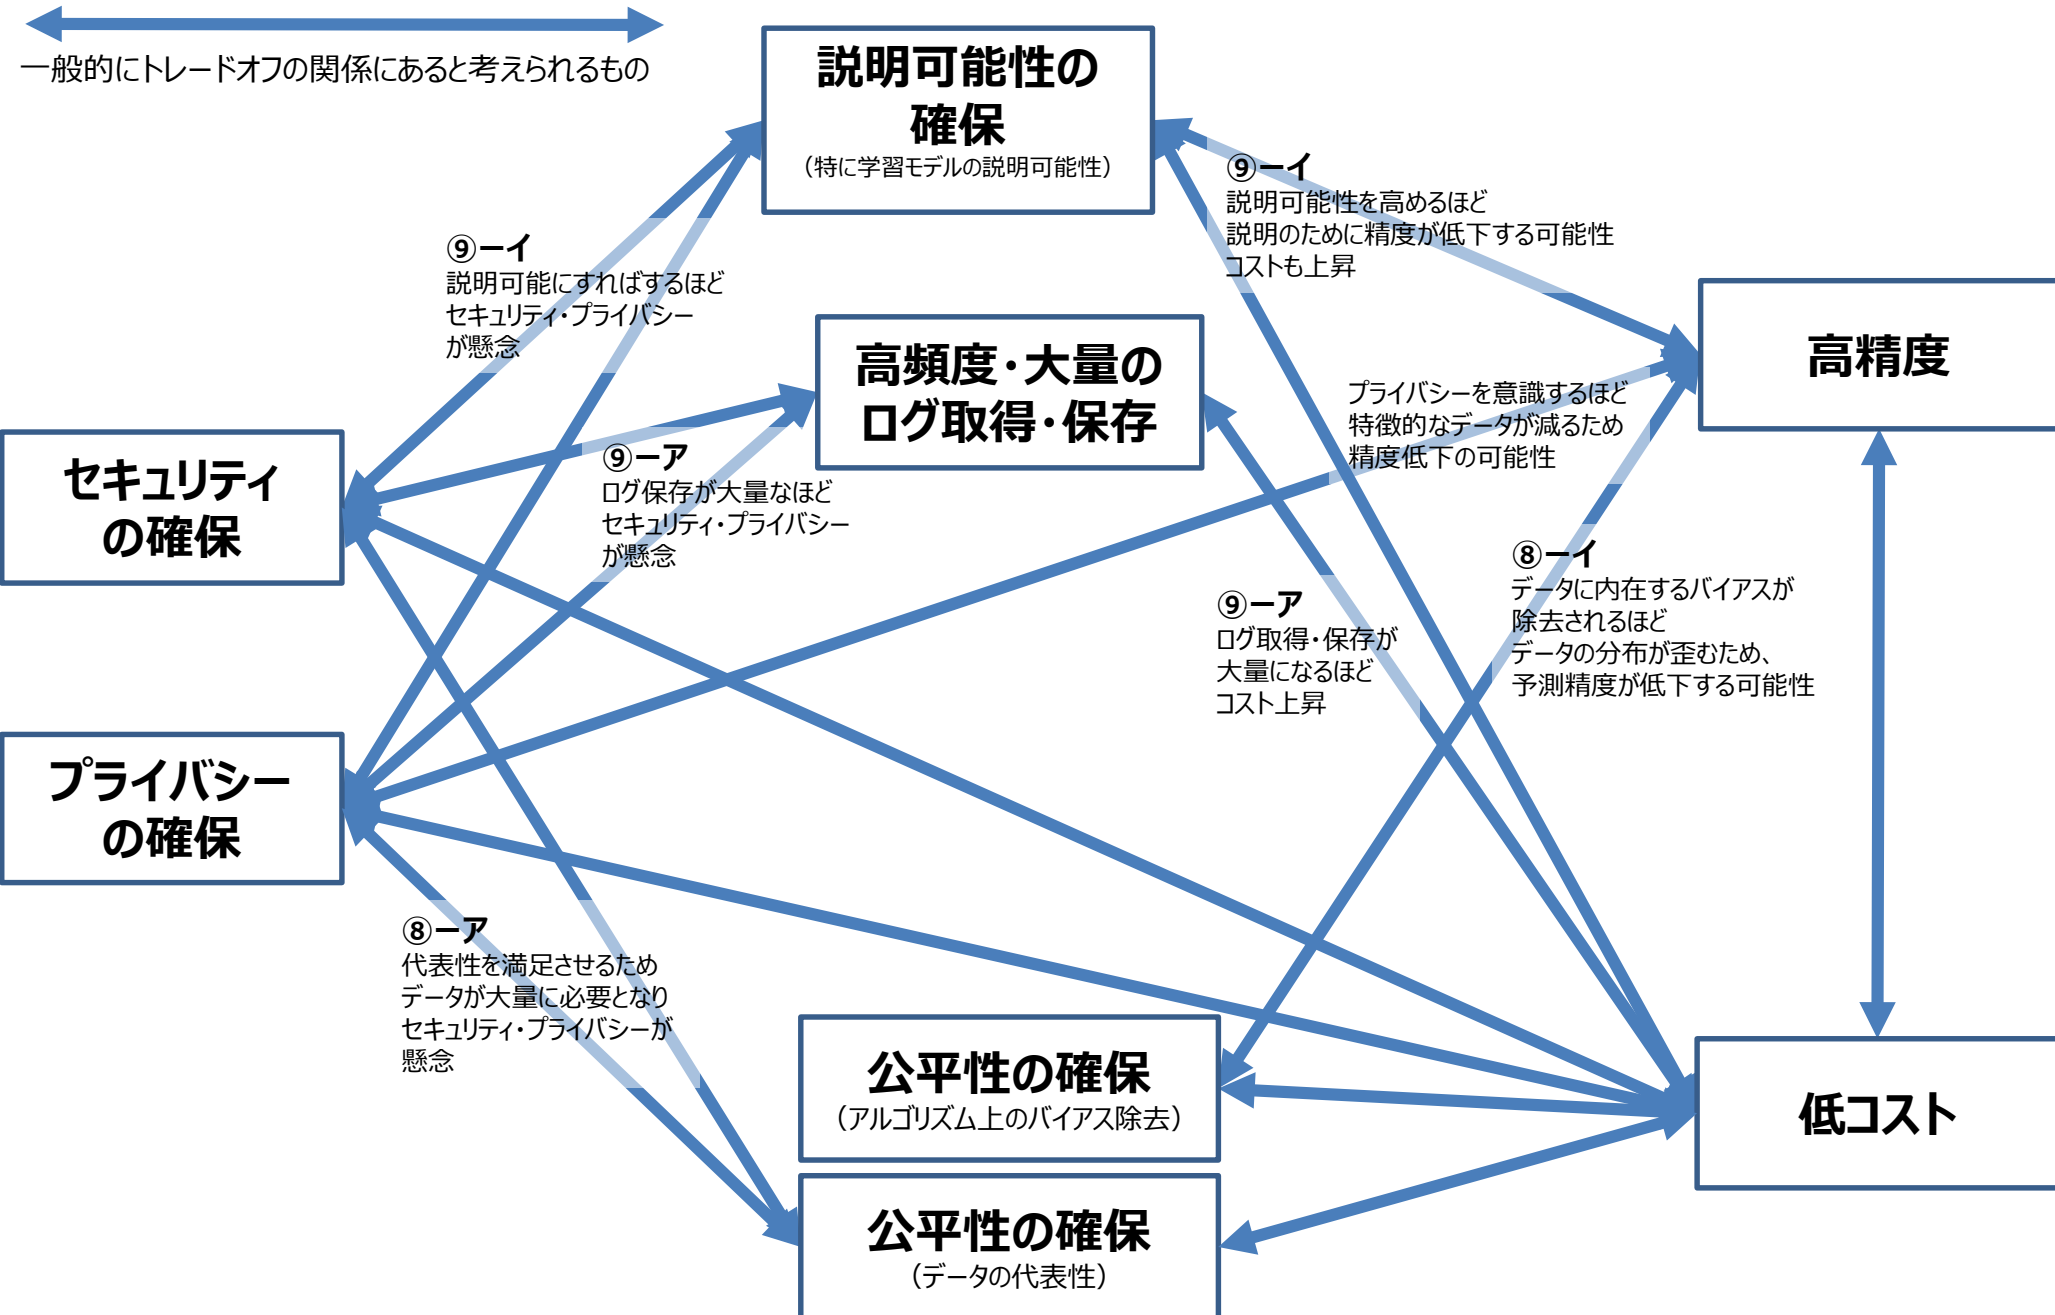 一般的にトレードオフの関係にあると考えられるもの
説明可能性の
確保
（特に学習モデルの説明可能性）
⑨ーイ
説明可能性を高めるほど
説明のために精度が低下する可能性
コストも上昇
⑨ーイ
説明可能にすればするほど
セキュリティ・プライバシー
が懸念
高頻度・大量の
ログ取得・保存
高精度
プライバシーを意識するほど
特徴的なデータが減るため
精度低下の可能性
セキュリティ
の確保
⑨ーア
ログ保存が大量なほど
セキュリティ・プライバシー
が懸念
⑧ーイ
データに内在するバイアスが
除去されるほど
データの分布が歪むため、
予測精度が低下する可能性
⑨ーア
ログ取得・保存が
大量になるほど
コスト上昇
プライバシー
の確保
⑧ーア
代表性を満足させるため
データが大量に必要となり
セキュリティ・プライバシーが
懸念
公平性の確保
（アルゴリズム上のバイアス除去）
低コスト
公平性の確保
（データの代表性）